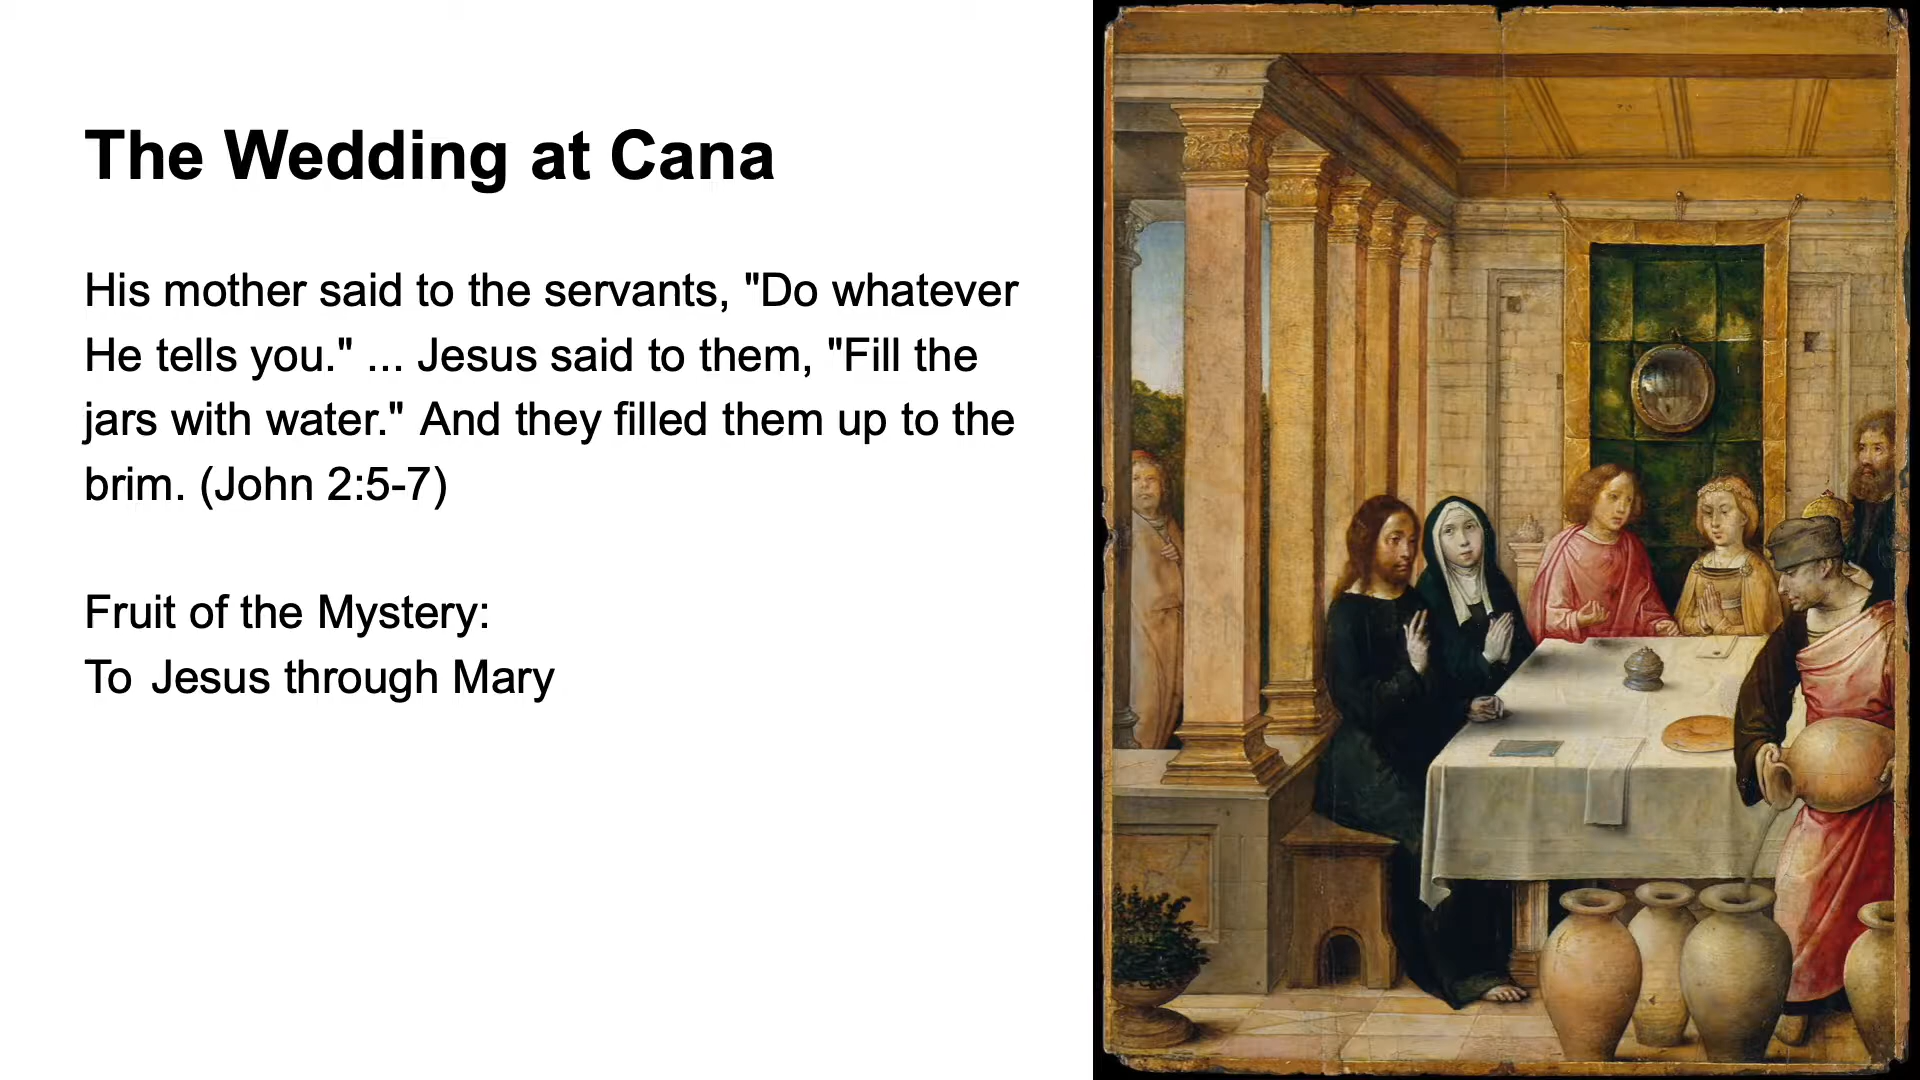 The Wedding at Cana
His mother said to the servants, "Do whatever
He tells you." ... Jesus said to them, "Fill the
jars with water." And they filled them up to the
brim. (John 2:5-7)
Fruit of the Mystery:
To Jesus through Mary